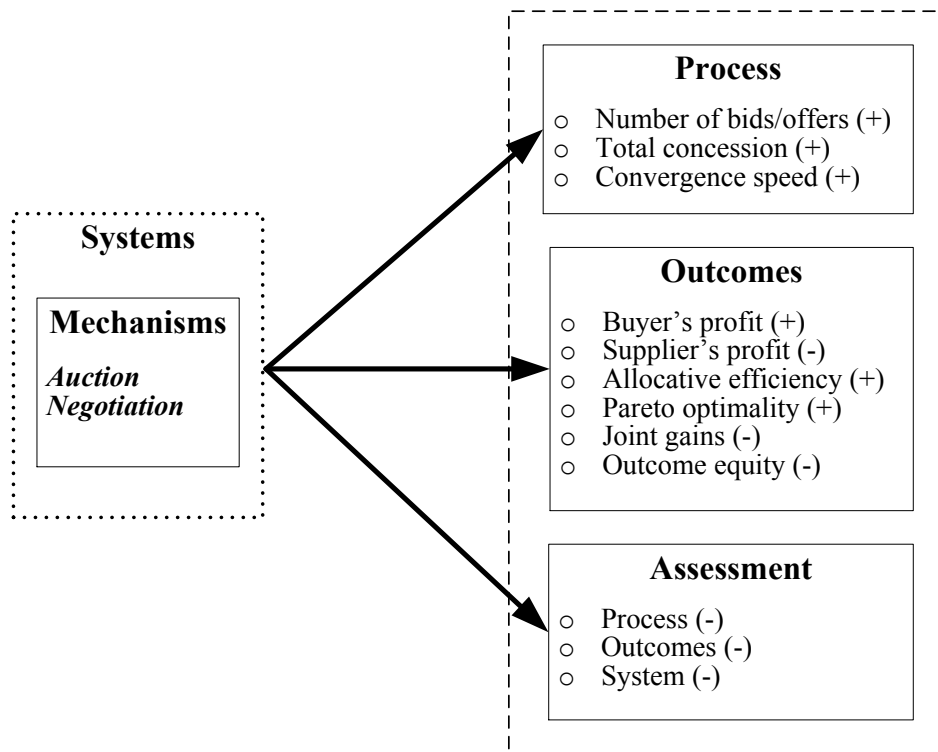 Systems
Mechanisms
Auction
Negotiation
Process
o Number of bids/offers (+)
o Total concession (+)
o Convergence speed (+)
Outcomes
o Buyer’s profit (+)
o Supplier’s profit (-)
o Allocative efficiency (+)
o Pareto optimality (+)
o Joint gains (-)
o Outcome equity (-)
Assessment
o Process (-)
o Outcomes (-)
o System (-)